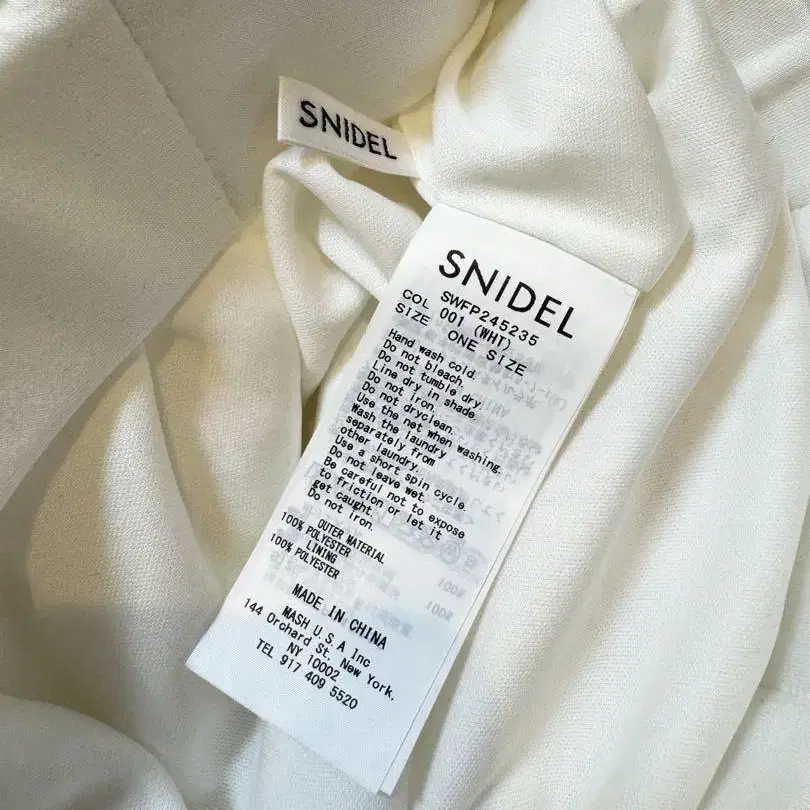 SNIDEL
SNIDEL
SWFP245235
COL 001 (WHT)
SIZE ONE SIZE
Hand wash cold.
Do not bleach.
Do not tumble dry.
Line dry in shade.
Do not iron.
Do not dryclean.
Use the net when washing.
Wash the laundry
separately from
other laundry.
Use a short spin cycle.
Do not leave wet.
Be careful not to expose
to friction or let it
get caught.
Do not iron.
OUTER MATERIAL
100% POLYESTER
LINING
100% POLYESTER
MADE IN CHINA
MASH U.S.A Inc
144 Orchard St, New York.
NY 10002
TEL 917 409 5520
100%
100%